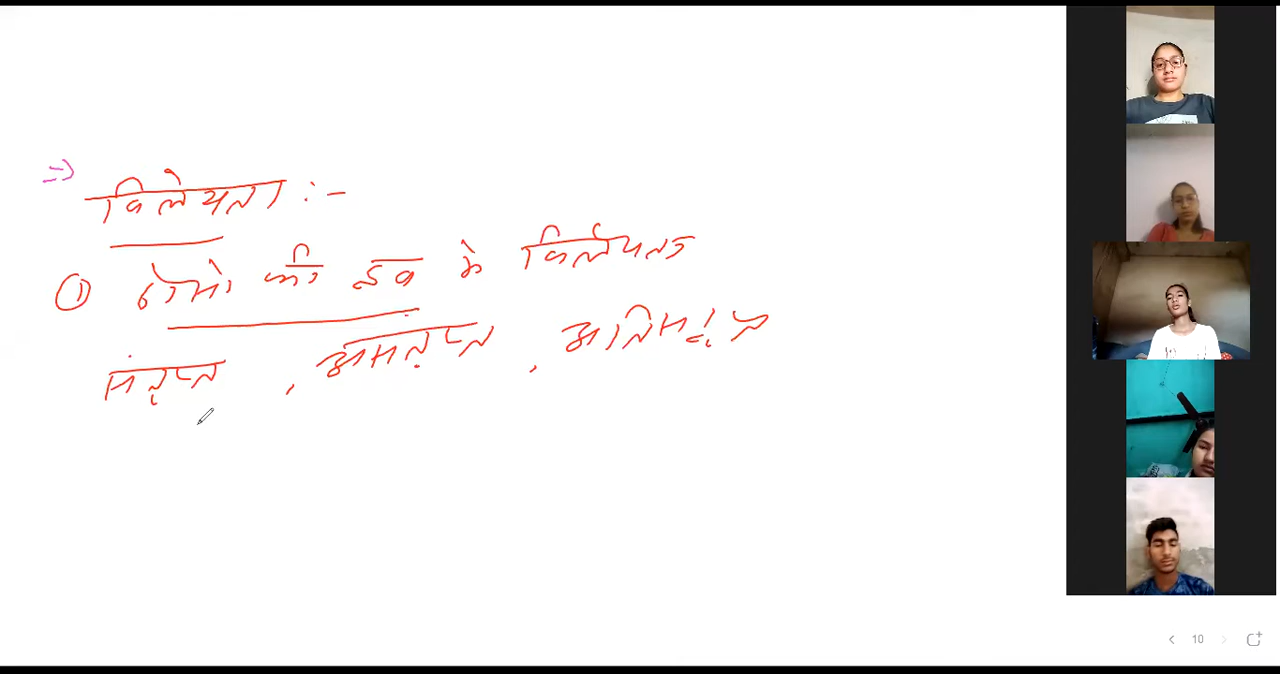 => विलेयता :-
① ठोसो की द्रव मे विलेयता
संतृप्त , असंतृप्त , अतिसंतृप्त
10